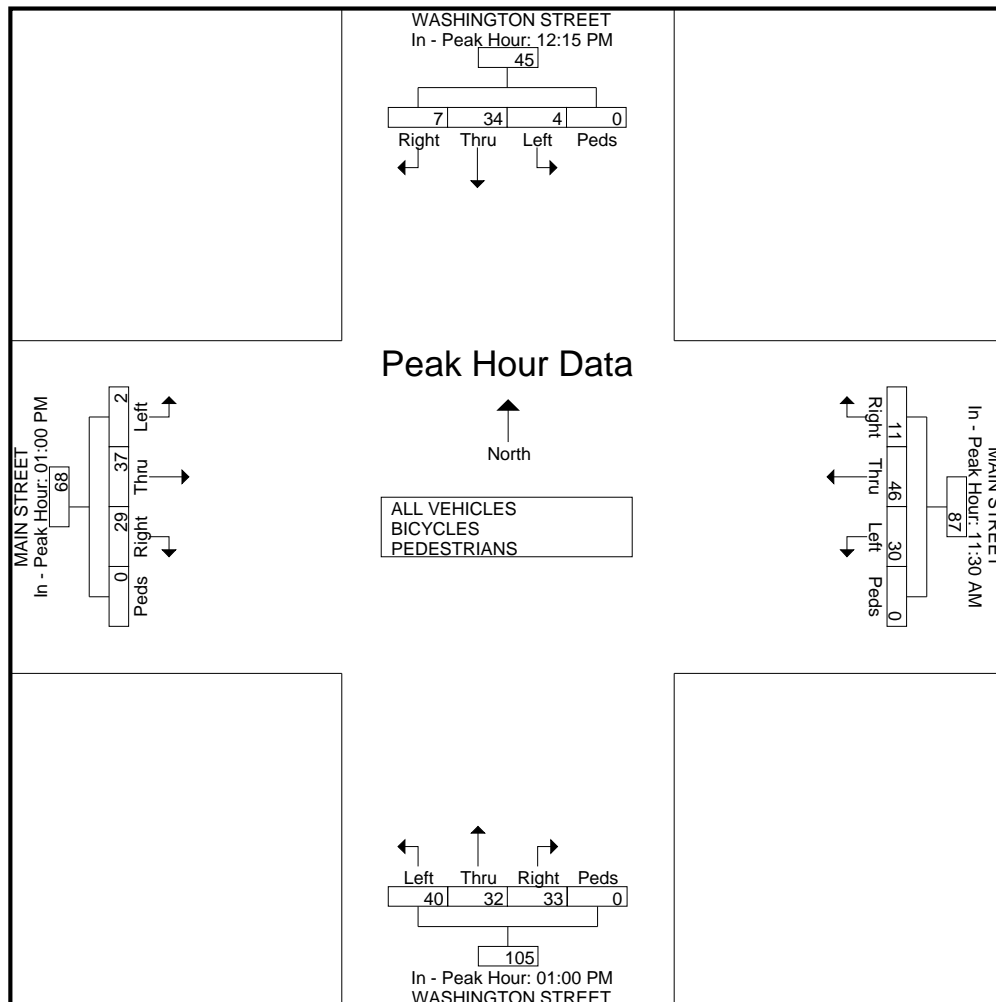 WASHINGTON STREET
In - Peak Hour: 12:15 PM
45
7 34 4 0
Right Thru Left Peds
Peak Hour Data
North
ALL VEHICLES
BICYCLES
PEDESTRIANS
MAIN STREET
In - Peak Hour: 01:00 PM
68
2 37 29 0
Left Thru Right Peds
MAIN STREET
In - Peak Hour: 11:30 AM
87
11 46 30 0
Right Thru Left Peds
Left Thru Right Peds
40 32 33 0
105
In - Peak Hour: 01:00 PM
WASHINGTON STREET